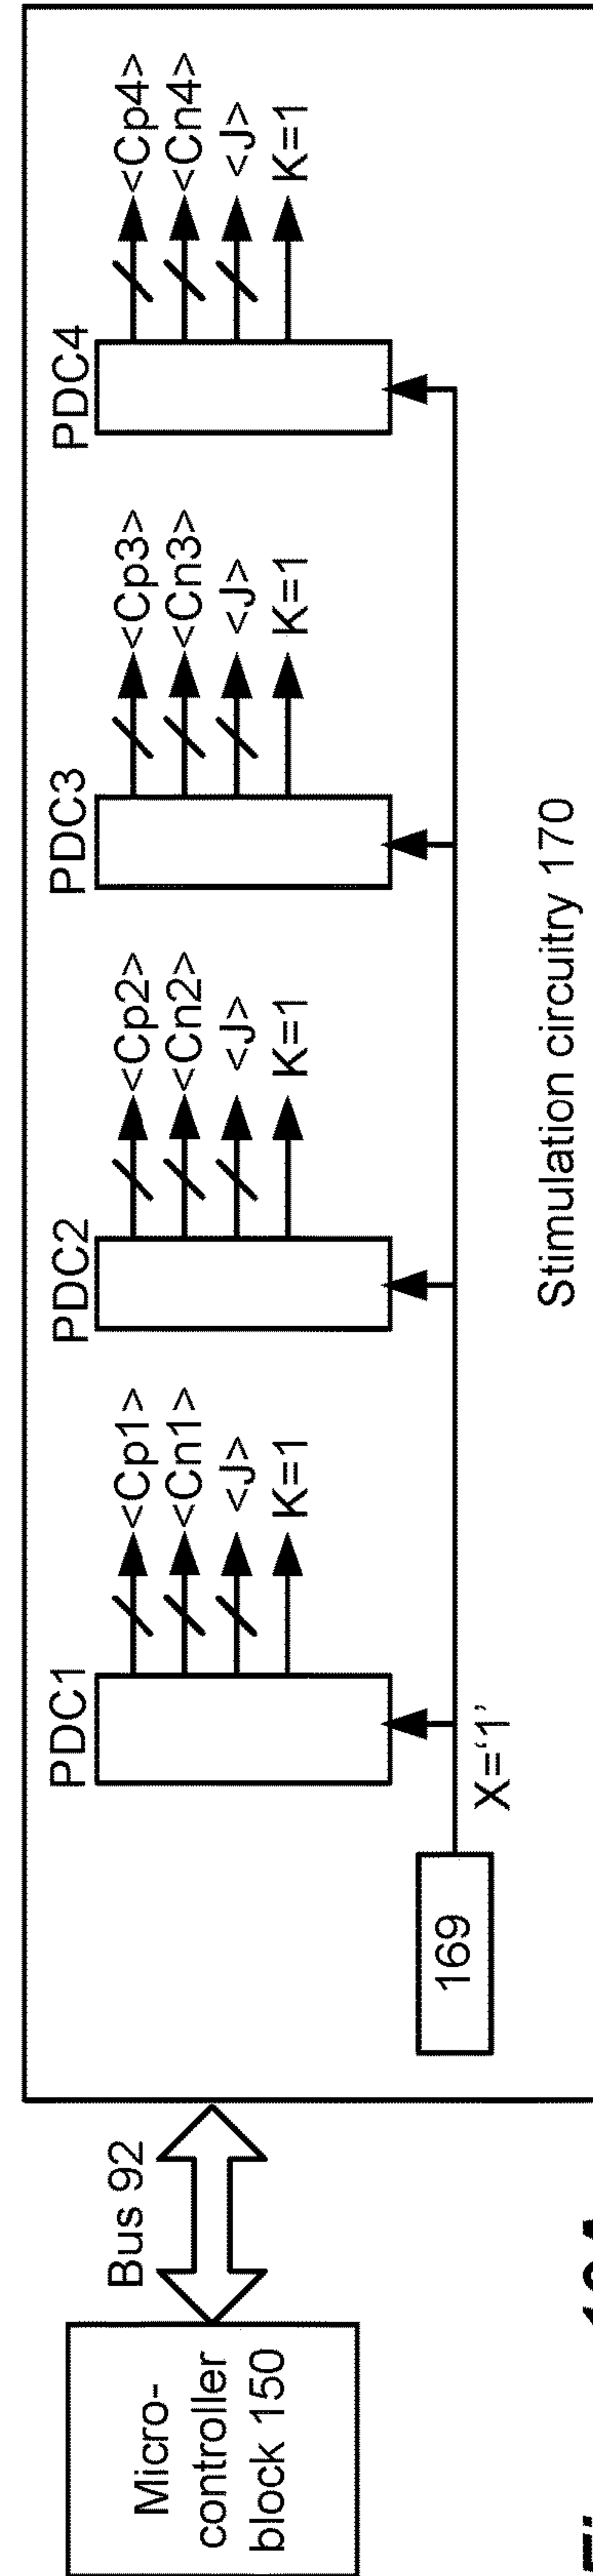 Micro-
controller
block 150
Bus 92
169
X='1'
PDC1
<Cp1>
<Cn1>
<J>
K=1
PDC2
<Cp2>
<Cn2>
<J>
K=1
PDC3
<Cp3>
<Cn3>
<J>
K=1
PDC4
<Cp4>
<Cn4>
<J>
K=1
Stimulation circuitry 170